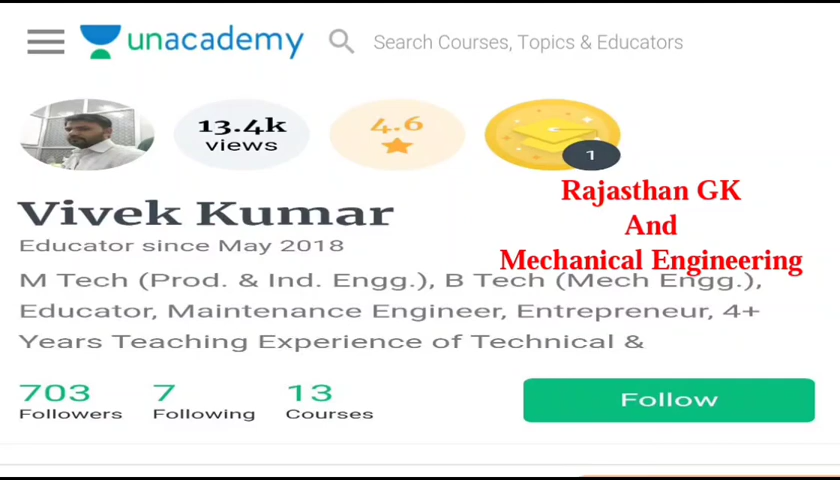 unacademy
Search Courses, Topics & Educators
13.4k
views
4.6
1
Rajasthan GK
And
Mechanical Engineering
Vivek Kumar
Educator since May 2018
M Tech (Prod. & Ind. Engg.), B Tech (Mech Engg.),
Educator, Maintenance Engineer, Entrepreneur, 4+
Years Teaching Experience of Technical &
703 7 13
Followers Following Courses
Follow